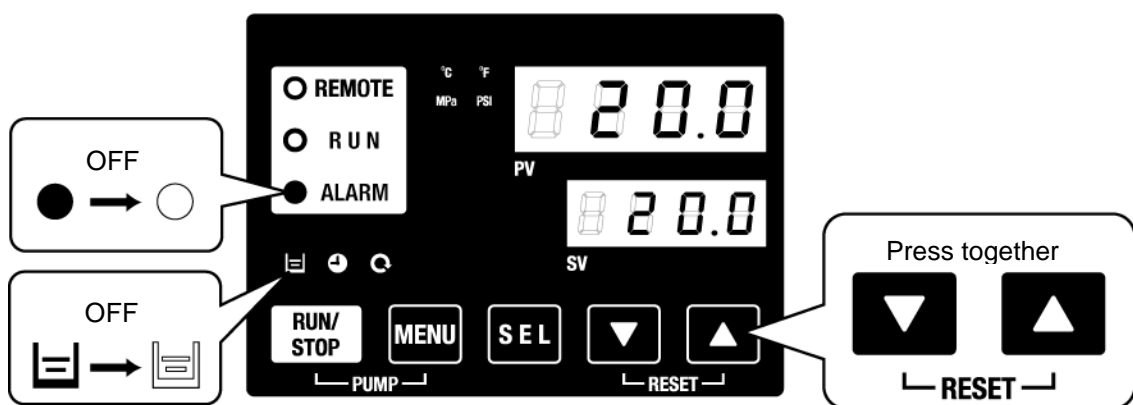 OFF
OFF
REMOTE
RUN
ALARM
°C °F
MPa PSI
20.0
PV
20.0
SV
RUN/
STOP
MENU
SEL
PUMP
RESET
Press together
RESET